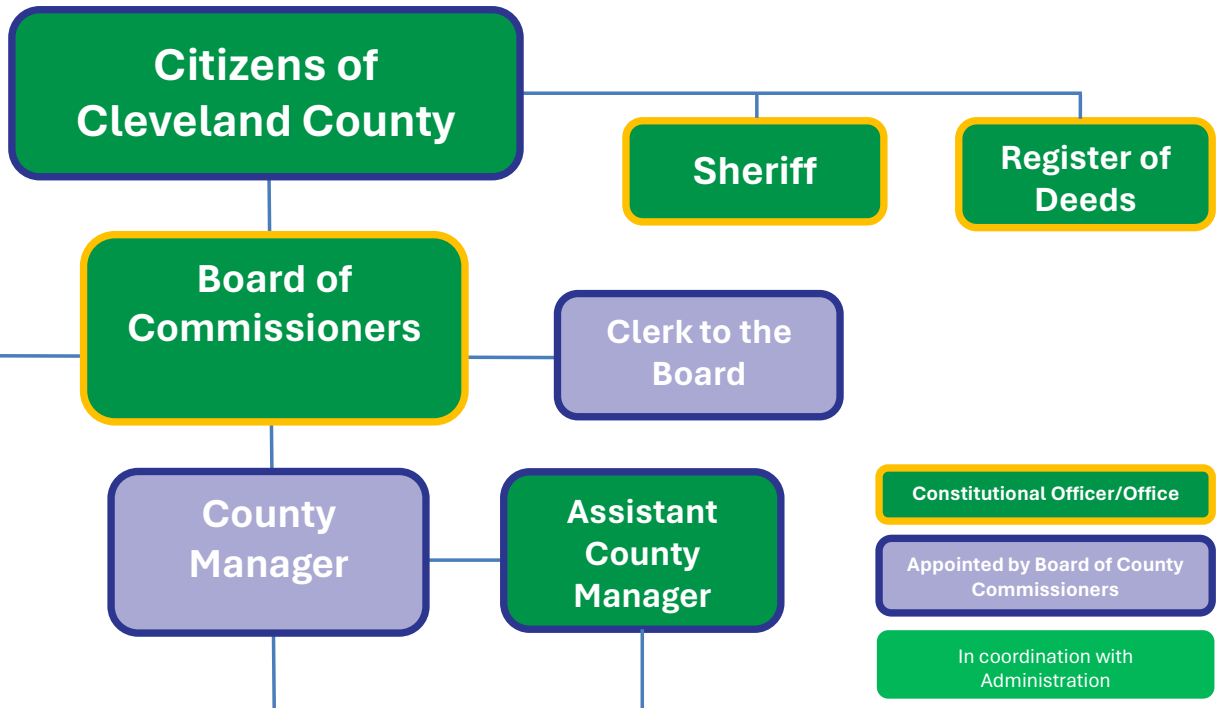 Citizens of
Cleveland County
Sheriff
Register of
Deeds
Board of
Commissioners
Clerk to the
Board
County
Manager
Assistant
County
Manager
Constitutional Officer/Office
Appointed by Board of County
Commissioners
In coordination with
Administration